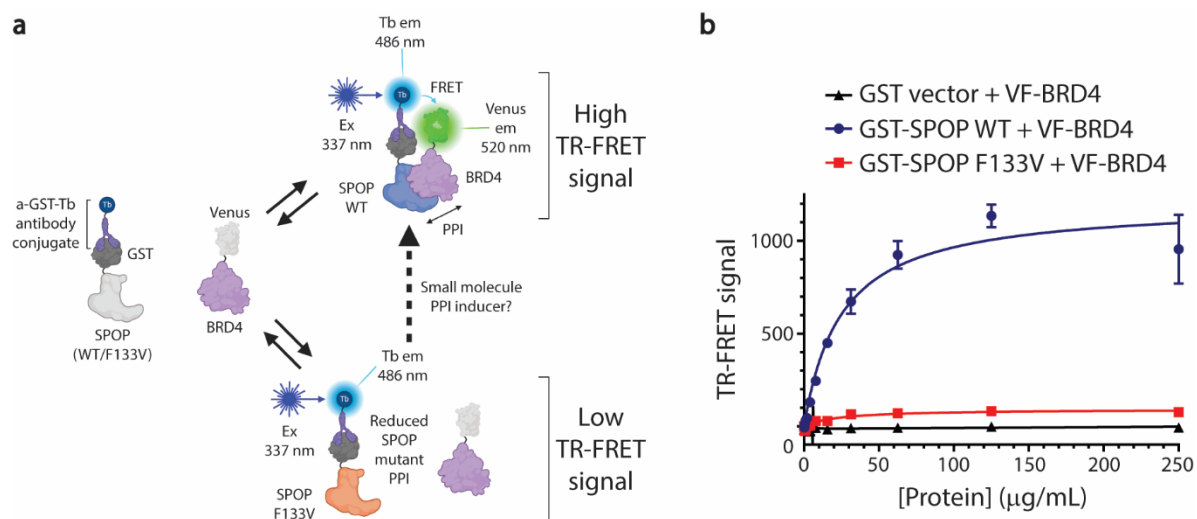 a
Tb em
486 nm
FRET
Tb
Ex
337 nm
Venus
em
520 nm
High
TR-FRET
signal
BRD4
SPOP
WT
PPI
a-GST-Tb
antibody
conjugate
Tb
GST
SPOP
(WT/F133V)
Venus
BRD4
Small molecule
PPI inducer?
Tb em
486 nm
Tb
Ex
337 nm
Reduced
SPOP
mutant
PPI
SPOP
F133V
Low
TR-FRET
signal
b
GST vector + VF-BRD4
GST-SPOP WT + VF-BRD4
GST-SPOP F133V + VF-BRD4
TR-FRET signal
1000
500
100
0
50
100
150
200
250
[Protein] (μg/mL)